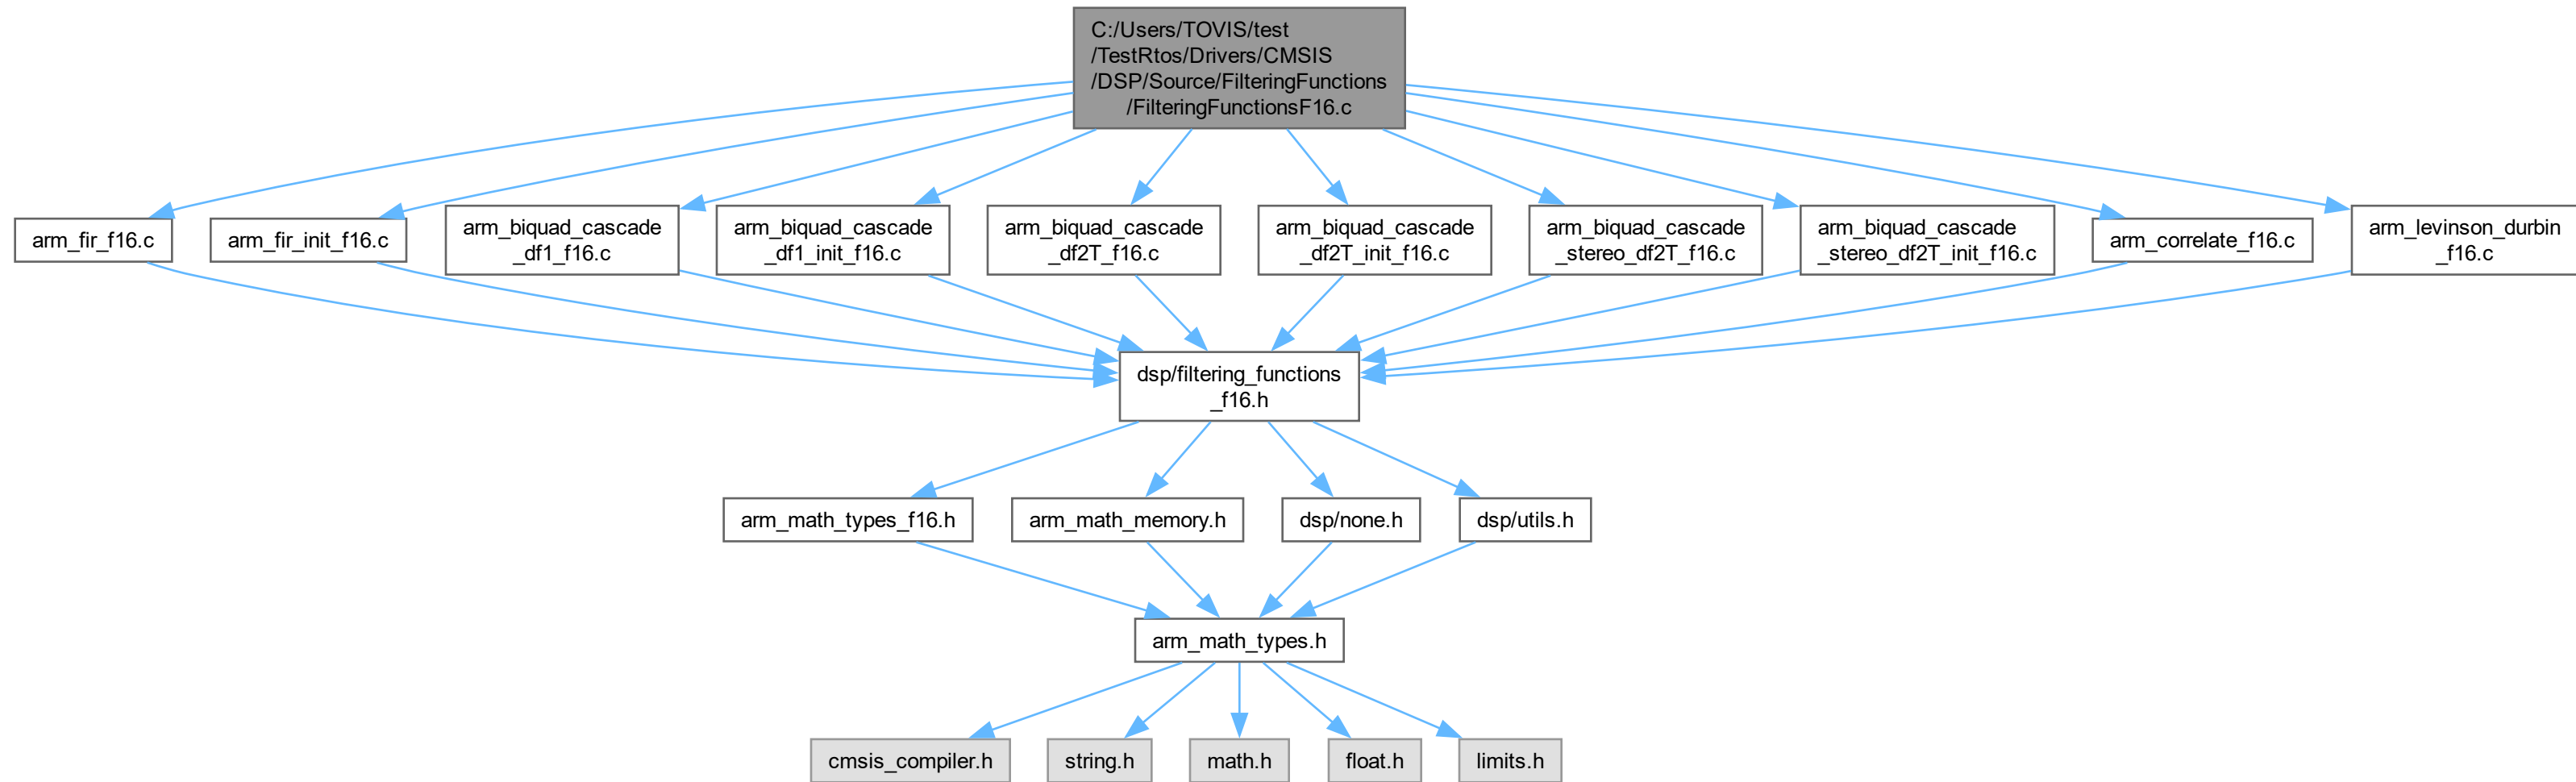 C:/Users/TOVIS/test
/TestRtos/Drivers/CMSIS
/DSP/Source/FilteringFunctions
/FilteringFunctionsF16.c
arm_fir_f16.c
arm_fir_init_f16.c
arm_biquad_cascade
_df1_f16.c
arm_biquad_cascade
_df1_init_f16.c
arm_biquad_cascade
_df2T_f16.c
arm_biquad_cascade
_df2T_init_f16.c
arm_biquad_cascade
_stereo_df2T_f16.c
arm_biquad_cascade
_stereo_df2T_init_f16.c
arm_correlate_f16.c
arm_levinson_durbin
_f16.c
dsp/filtering_functions
_f16.h
arm_math_types_f16.h
arm_math_memory.h
dsp/none.h
dsp/utils.h
arm_math_types.h
cmsis_compiler.h
string.h
math.h
float.h
limits.h